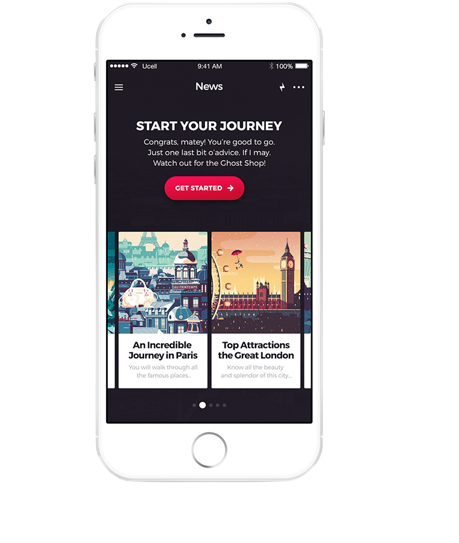 Ucell 9:41 AM 100%
News
START YOUR JOURNEY
Congrats, matey! You're good to go.
Just one last bit o'advice. If I may.
Watch out for the Ghost Shop!
GET STARTED
An Incredible
Journey in Paris
You will walk through all
the famous places..
Top Attractions
the Great London
Know all the beauty
and splendor of this city...